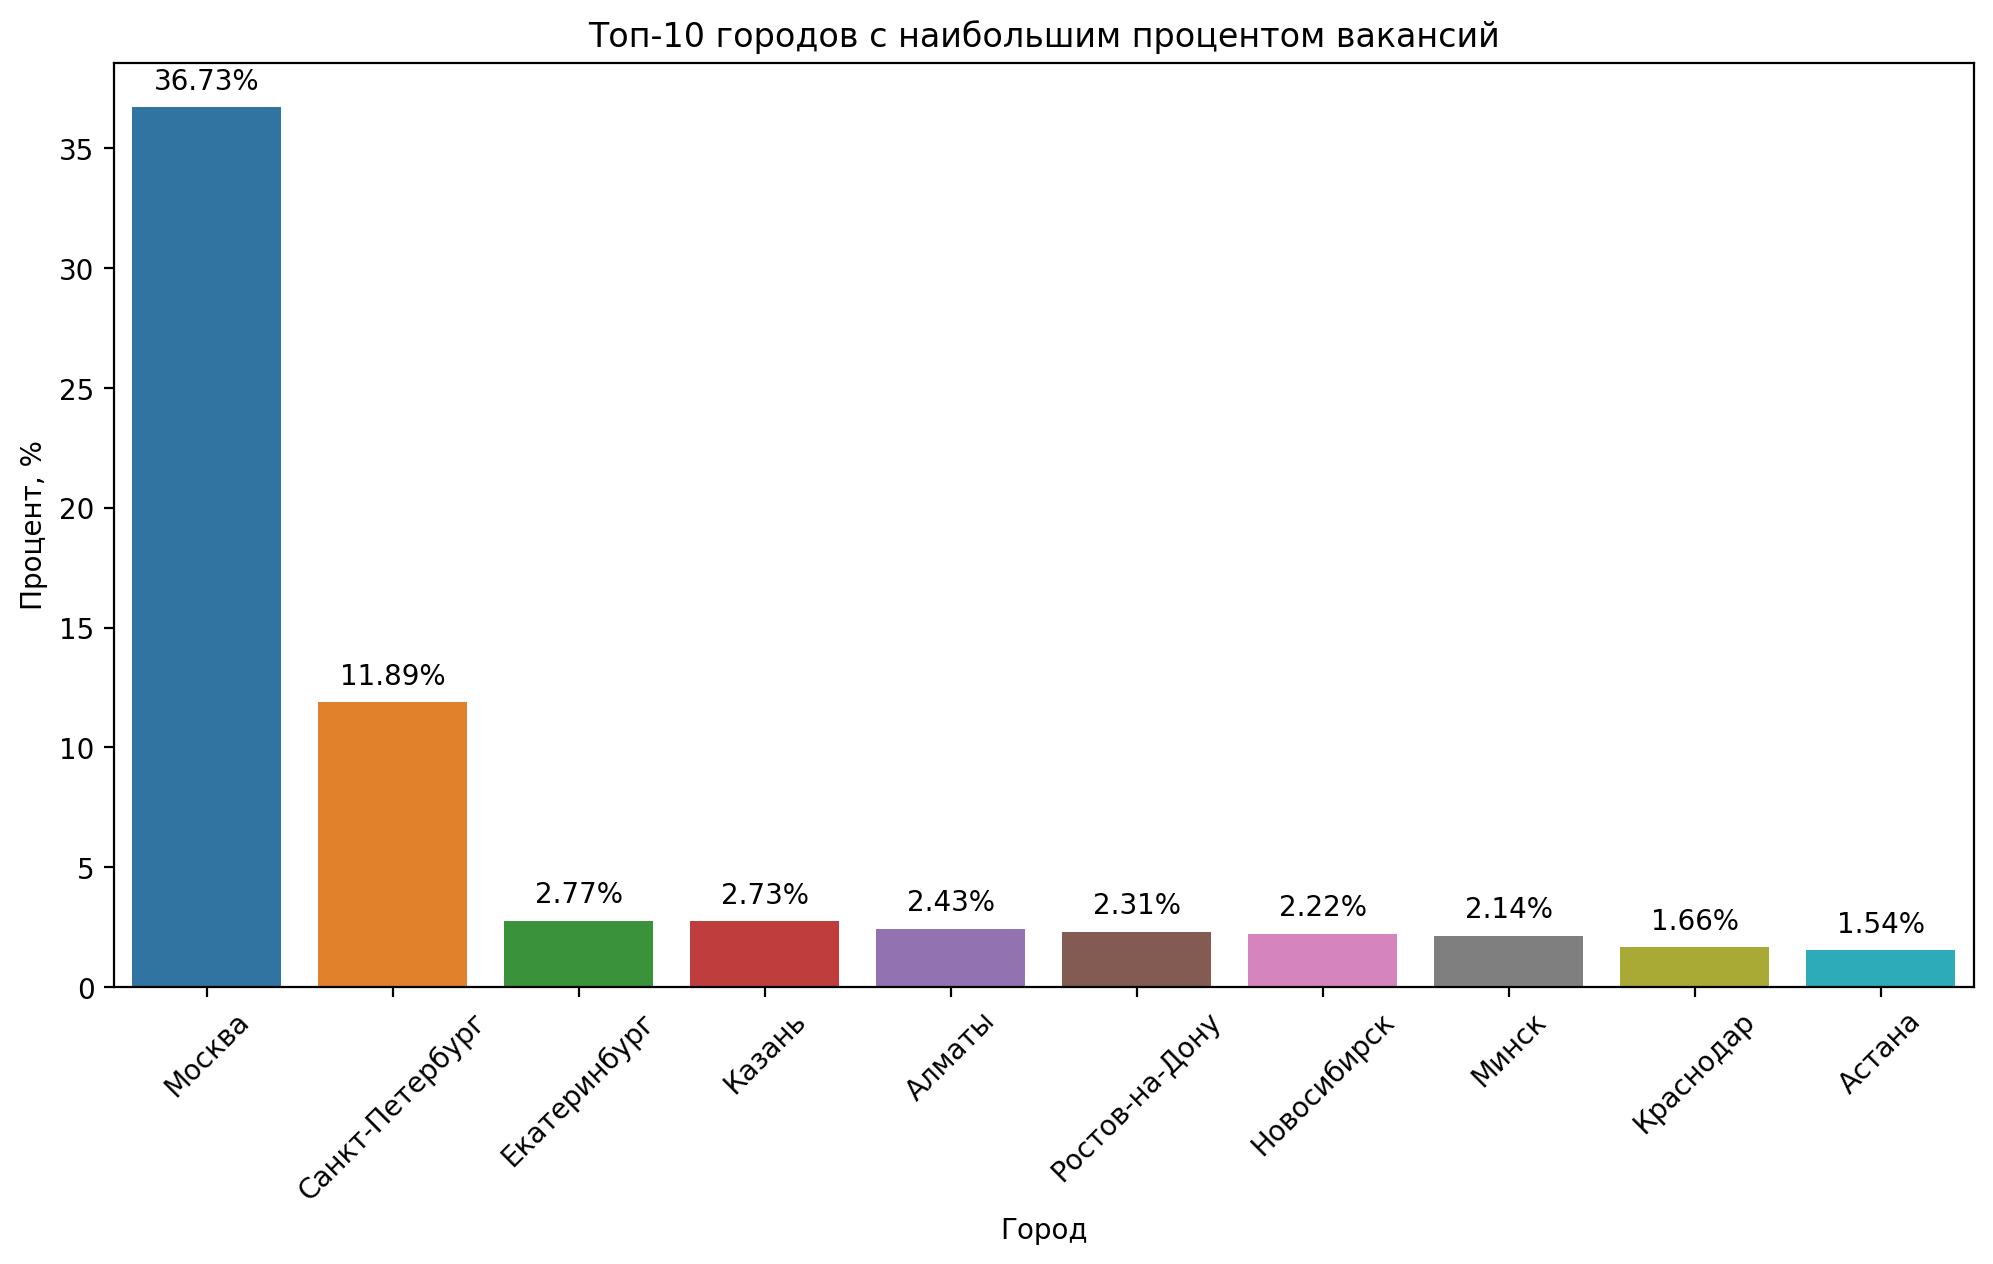 Топ-10 городов с наибольшим процентом вакансий
36.73%
35
30
25
20
15
10
5
0
Процент, %
11.89%
2.77%
2.73%
2.43%
2.31%
2.22%
2.14%
1.66%
1.54%
Москва
Санкт-Петербург
Екатеринбург
Казань
Алматы
Ростов-на-Дону
Новосибирск
Минск
Краснодар
Астана
Город